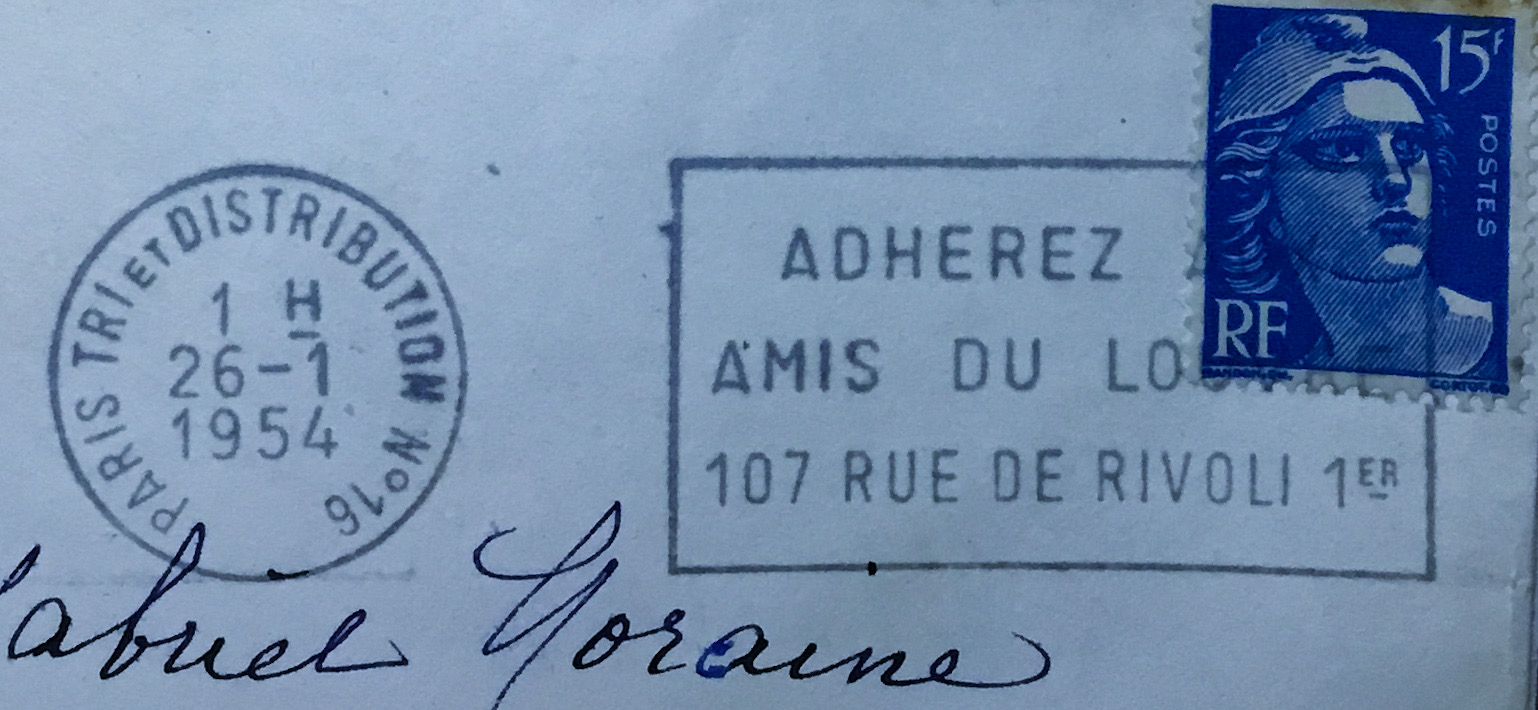 PARIS TRI ET DISTRIBUTION No16
1 H
26-1
1954
ADHEREZ
AMIS DU
107 RUE DE RIVOLI 1ER
15F
POSTES
RF